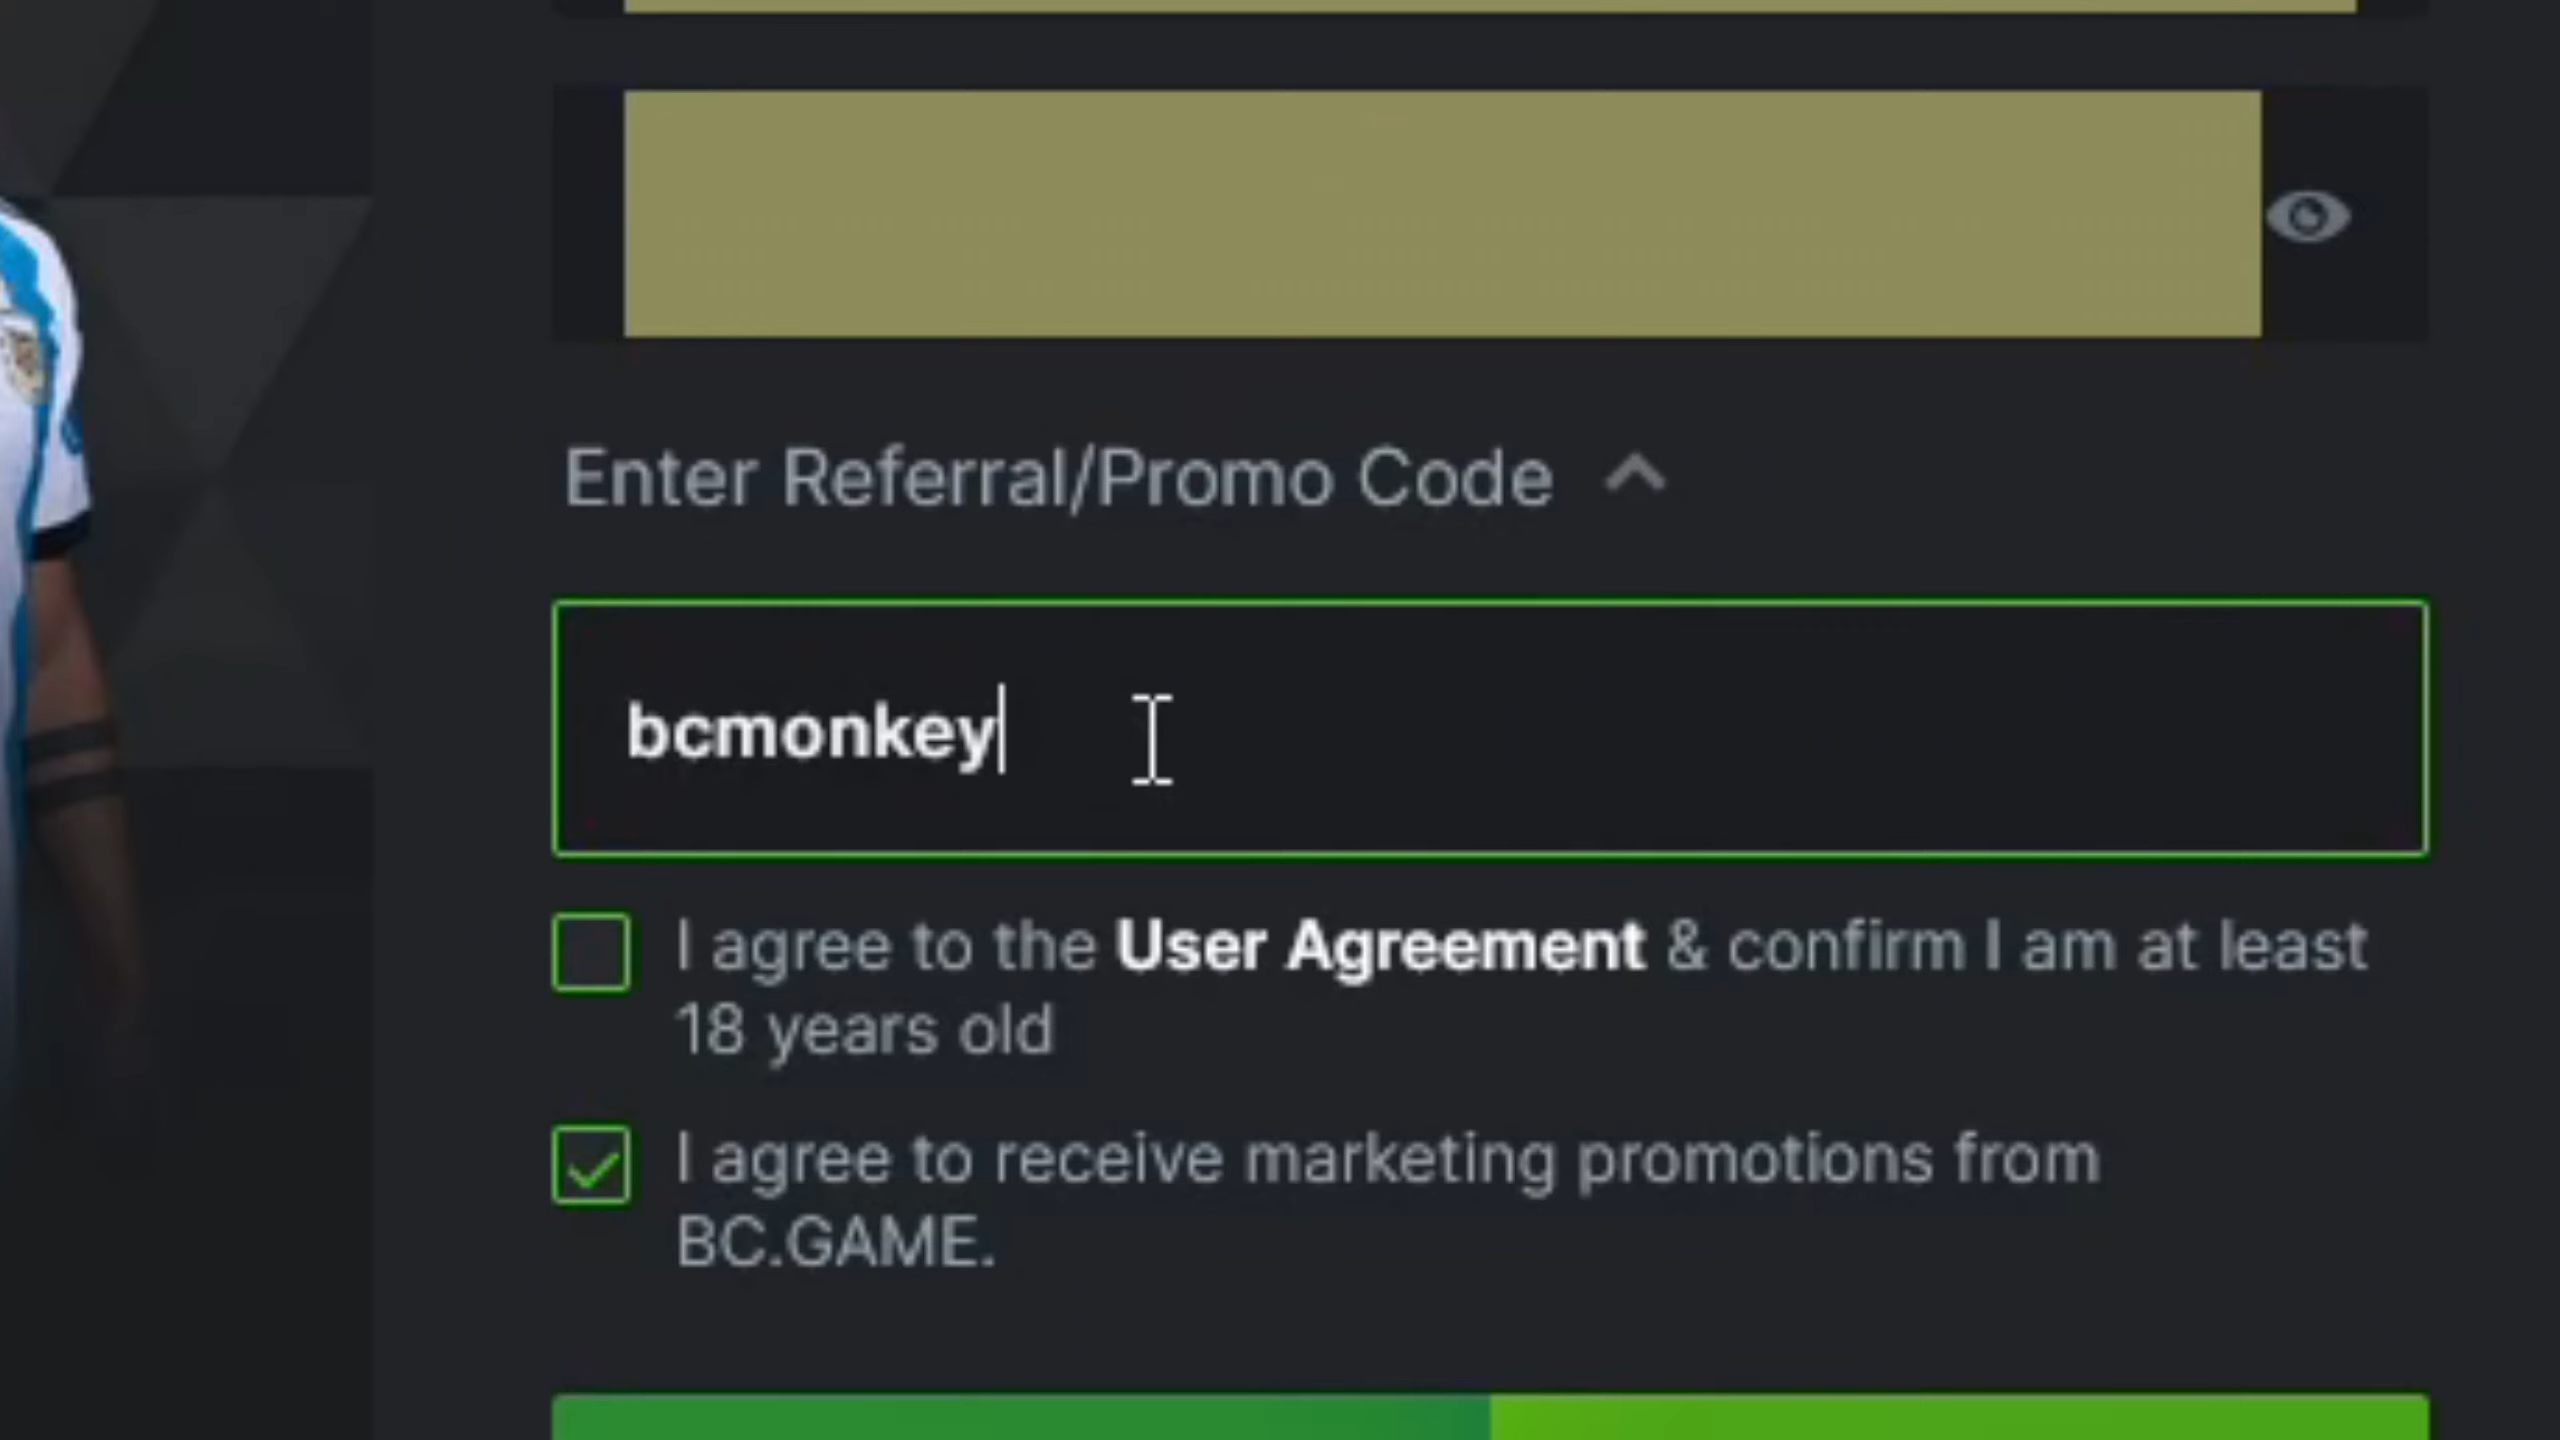 Enter Referral/Promo Code
bcmonkey
I agree to the User Agreement & confirm I am at least
18 years old
I agree to receive marketing promotions from
BC.GAME.